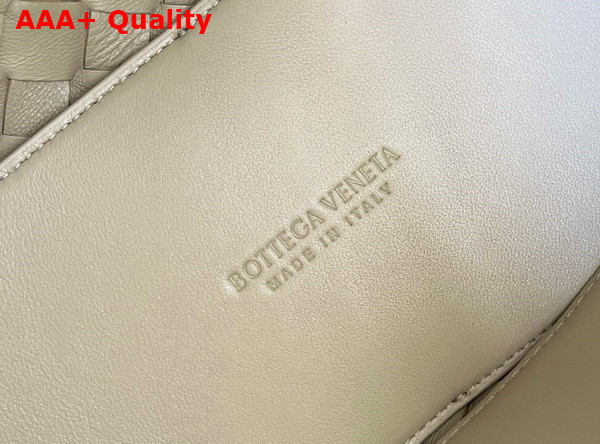 AAA+ Quality
BOTTEGA VENETA
MADE IN ITALY